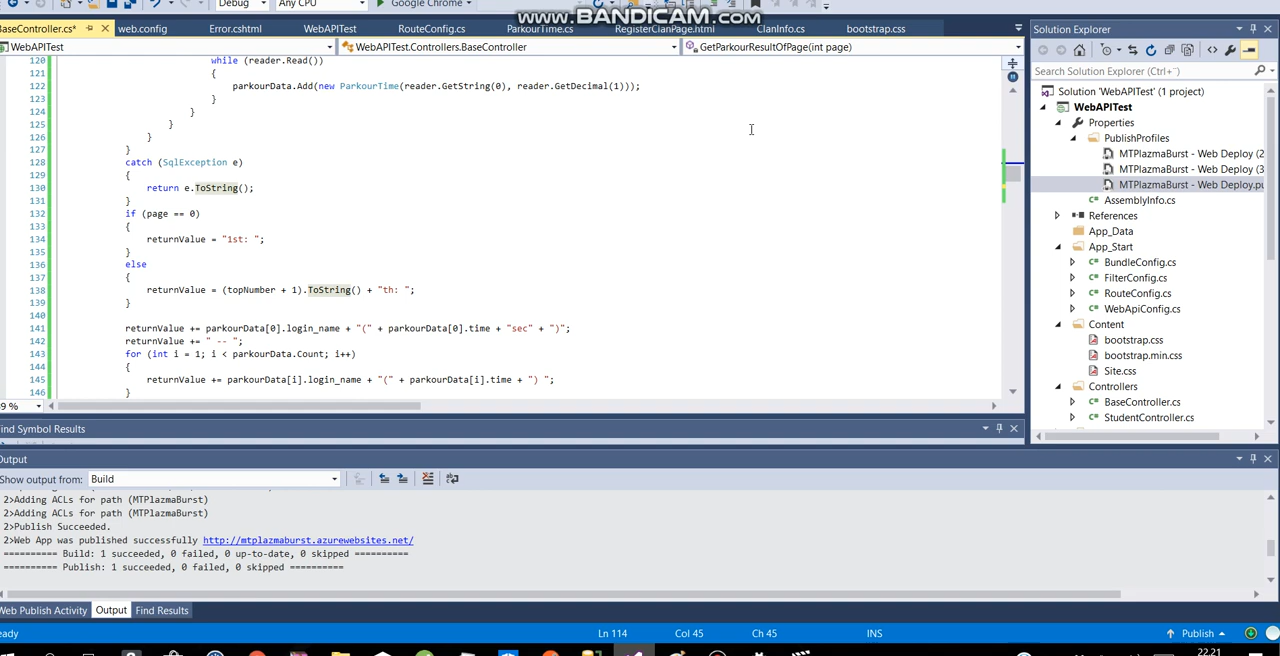 www.BANDICAM.com
Debug Any CPU Google Chrome
BaseController.cs* web.config Error.cshtml WebAPITest RouteConfig.cs ParkourTime.cs RegisterClanPage.html ClanInfo.cs bootstrap.css
WebAPITest WebAPITest.Controllers.BaseController GetParkourResultOfPage(int page)
120 while (reader.Read())
121 {
122 parkourData.Add(new ParkourTime(reader.GetString(0), reader.GetDecimal(1)));
123 }
124 }
125 }
126 }
127 }
128 catch (SqlException e)
129 {
130 return e.ToString();
131 }
132 if (page == 0)
133 {
134 returnValue = "1st: ";
135 }
136 else
137 {
138 returnValue = (topNumber + 1).ToString() + "th: ";
139 }
140
141 returnValue += parkourData[0].login_name + "(" + parkourData[0].time + "sec" + ")";
142 returnValue += " -- ";
143 for (int i = 1; i < parkourData.Count; i++)
144 {
145 returnValue += parkourData[i].login_name + "(" + parkourData[i].time + ") ";
146 }
9 %
ind Symbol Results
Output
Show output from: Build
2>Adding ACLs for path (MTPlazmaBurst)
2>Adding ACLs for path (MTPlazmaBurst)
2>Publish Succeeded.
2>Web App was published successfully http://mtplazmaburst.azurewebsites.net/
========== Build: 1 succeeded, 0 failed, 0 up-to-date, 0 skipped ==========
========== Publish: 1 succeeded, 0 failed, 0 skipped ==========
Web Publish Activity Output Find Results
eady Ln 114 Col 45 Ch 45 INS Publish
22.21
Solution Explorer
Search Solution Explorer (Ctrl+")
Solution 'WebAPITest' (1 project)
WebAPITest
Properties
PublishProfiles
MTPlazmaBurst - Web Deploy (2
MTPlazmaBurst - Web Deploy (3
MTPlazmaBurst - Web Deploy.pu
AssemblyInfo.cs
References
App_Data
App_Start
BundleConfig.cs
FilterConfig.cs
RouteConfig.cs
WebApiConfig.cs
Content
bootstrap.css
bootstrap.min.css
Site.css
Controllers
BaseController.cs
StudentController.cs